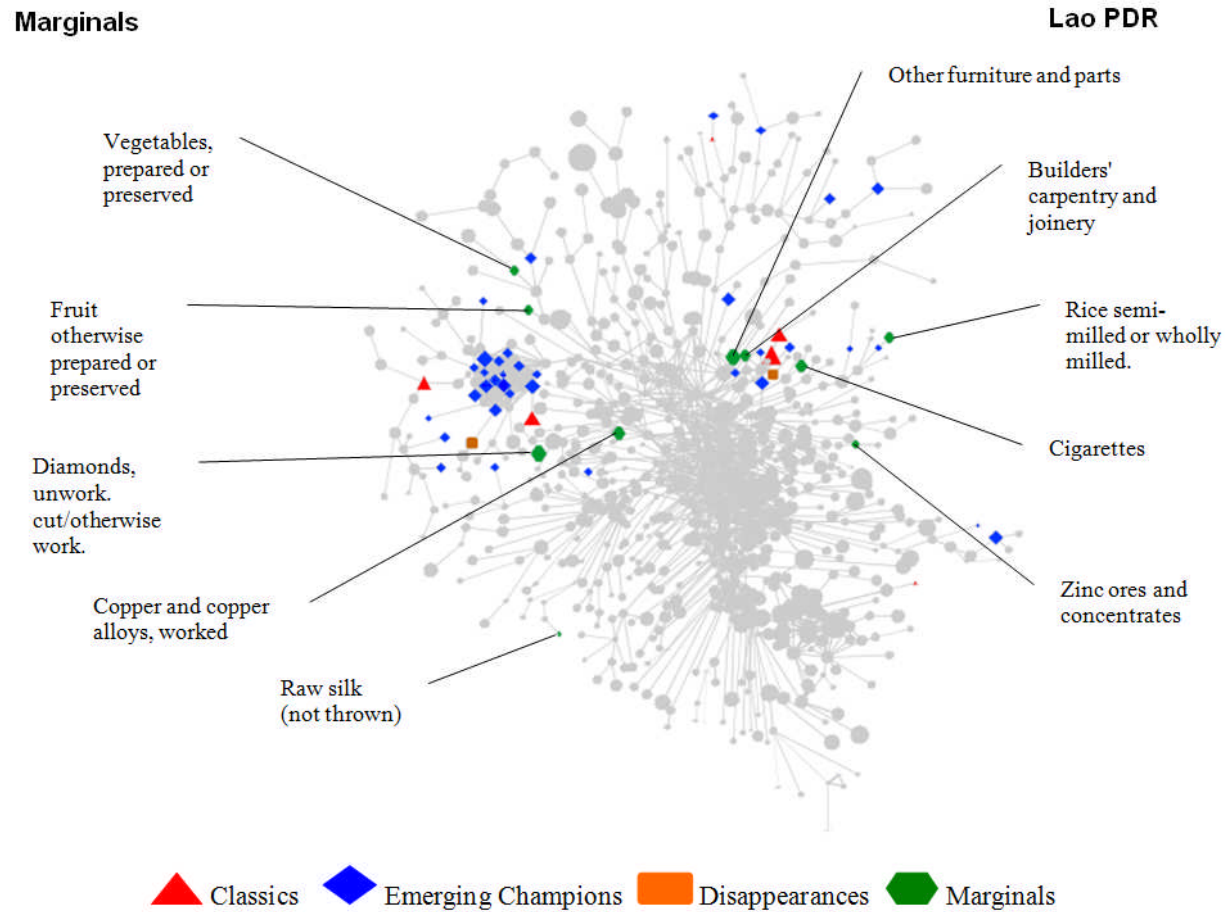 Marginals
Lao PDR
Other furniture and parts
Vegetables,
prepared or
preserved
Builders'
carpentry and
joinery
Fruit
otherwise
prepared or
preserved
Rice semi-
milled or wholly
milled.
Cigarettes
Diamonds,
unwork.
cut/otherwise
work.
Zinc ores and
concentrates
Copper and copper
alloys, worked
Raw silk
(not thrown)
Classics
Emerging Champions
Disappearances
Marginals